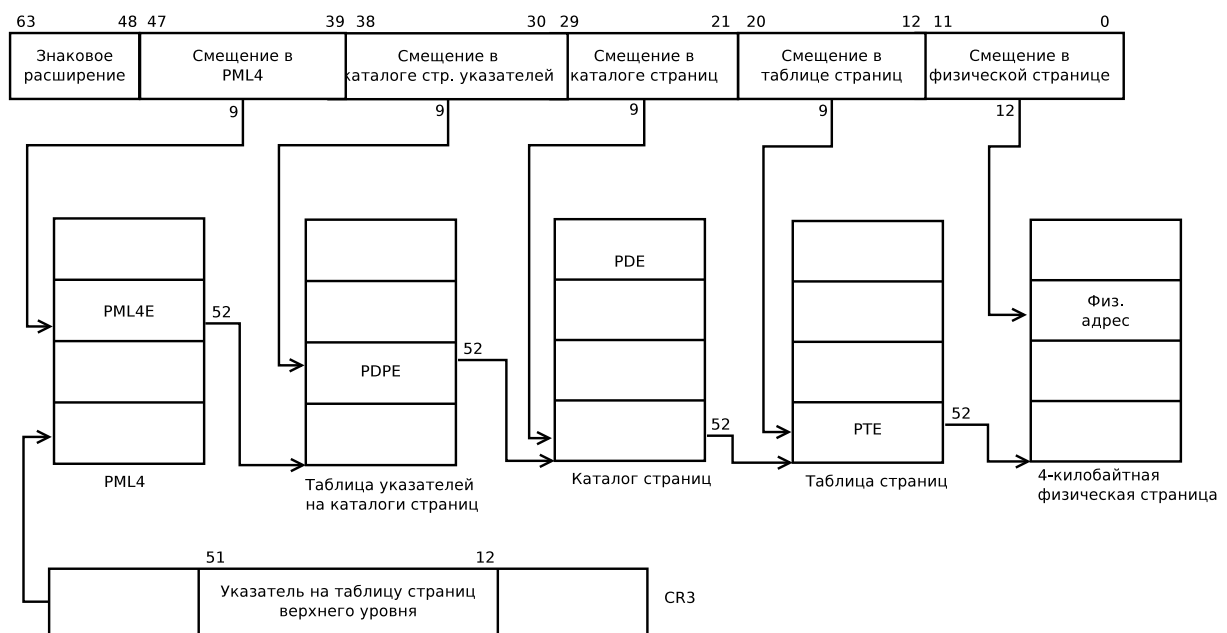 63 48 47 39 38 30 29 21 20 12 11 0
Знаковое
расширение
Смещение в
PML4
Смещение в
каталоге стр. указателей
Смещение в
каталоге страниц
Смещение в
таблице страниц
Смещение в
физической странице
9 9 9 9 12
PML4E
52
PDPE
52
PDE
52
PTE
52
Физ.
адрес
PML4
Таблица указателей
на каталоги страниц
Каталог страниц
Таблица страниц
4-килобайтная
физическая страница
51 12
Указатель на таблицу страниц
верхнего уровня
CR3